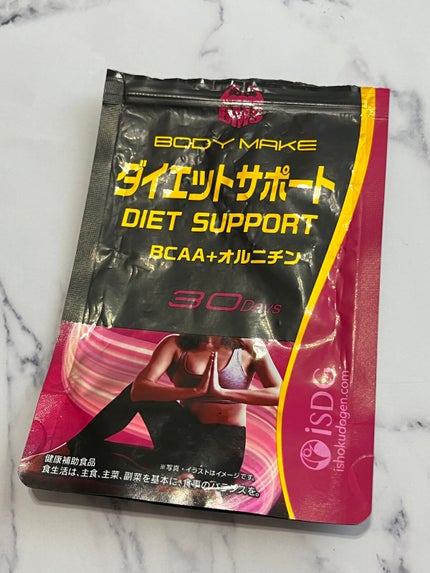 BODY MAKE
ダイエットサポート
DIET SUPPORT
BCAA+オルニチン
30 DAYS
iSDG
ishokudogen.com
※写真・イラストはイメージです。
健康補助食品
食生活は、主食、主菜、副菜を基本に、食事のバランスを。